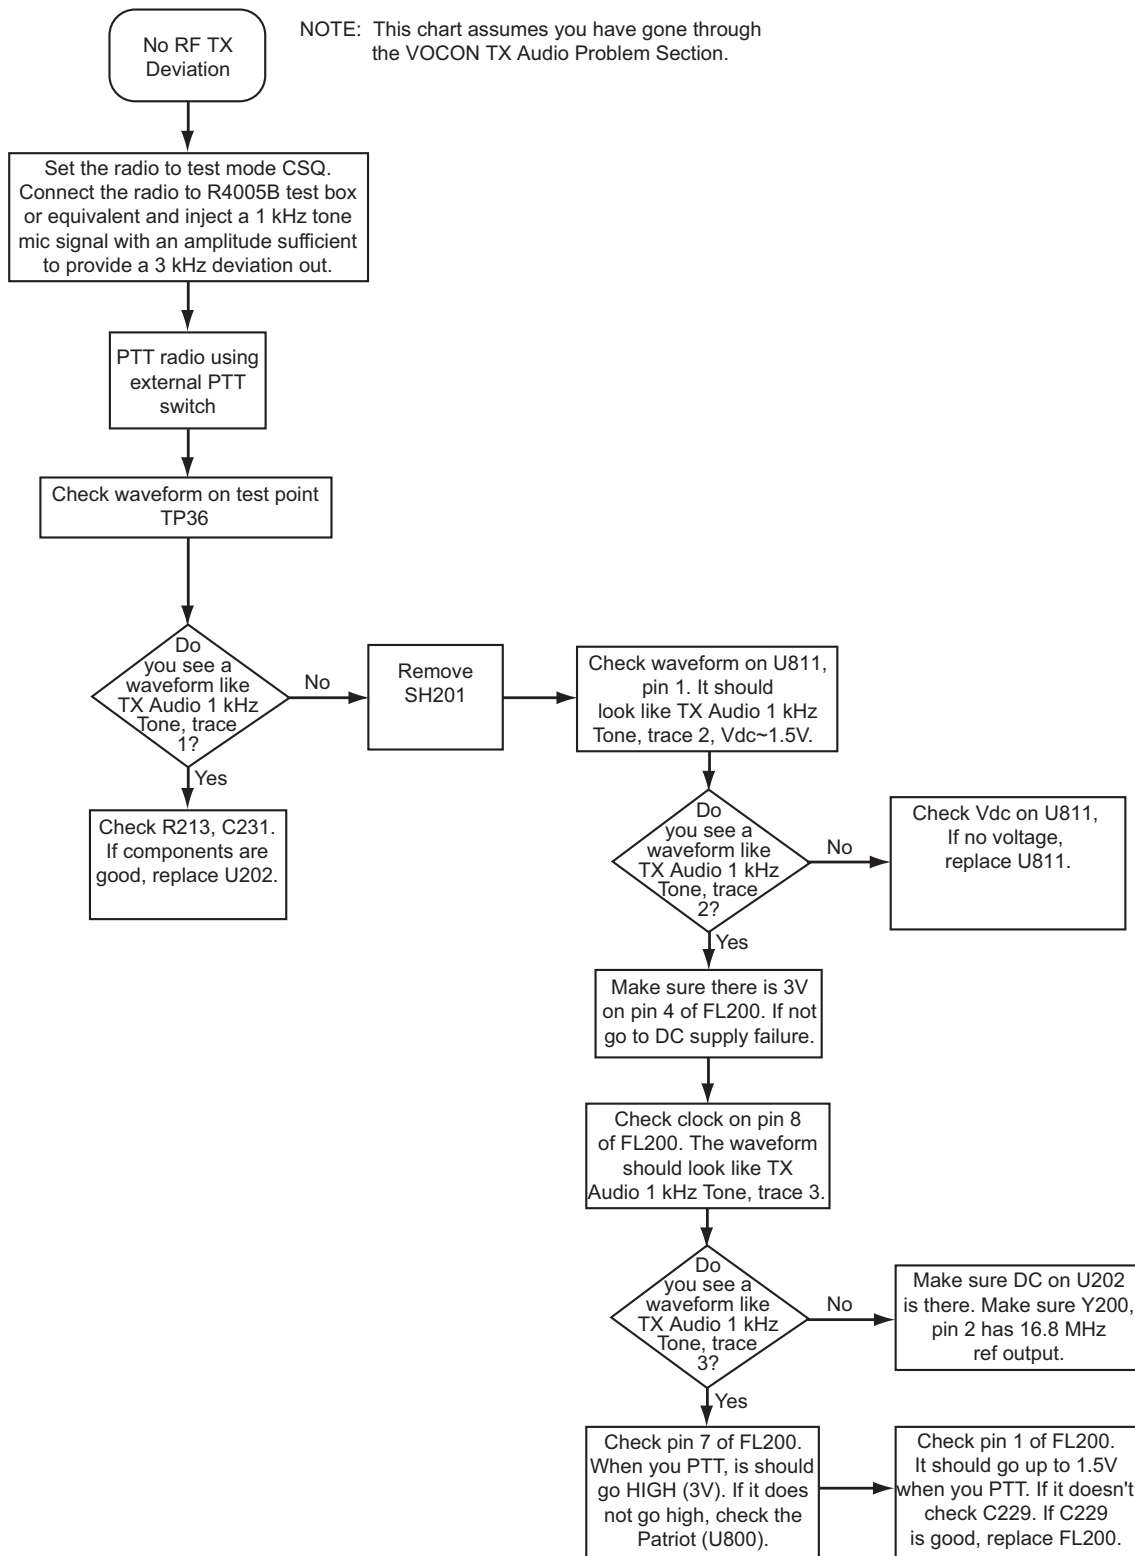 No RF TX
Deviation
NOTE: This chart assumes you have gone through
the VOCON TX Audio Problem Section.
Set the radio to test mode CSQ.
Connect the radio to R4005B test box
or equivalent and inject a 1 kHz tone
mic signal with an amplitude sufficient
to provide a 3 kHz deviation out.
PTT radio using
external PTT
switch
Check waveform on test point
TP36
Do
you see a
waveform like
TX Audio 1 kHz
Tone, trace
1?
No
Yes
Check R213, C231.
If components are
good, replace U202.
Remove
SH201
Check waveform on U811,
pin 1. It should
look like TX Audio 1 kHz
Tone, trace 2, Vdc~1.5V.
Do
you see a
waveform like
TX Audio 1 kHz
Tone, trace
2?
No
Check Vdc on U811,
If no voltage,
replace U811.
Yes
Make sure there is 3V
on pin 4 of FL200. If not
go to DC supply failure.
Check clock on pin 8
of FL200. The waveform
should look like TX
Audio 1 kHz Tone, trace 3.
Do
you see a
waveform like
TX Audio 1 kHz
Tone, trace
3?
No
Make sure DC on U202
is there. Make sure Y200,
pin 2 has 16.8 MHz
ref output.
Yes
Check pin 7 of FL200.
When you PTT, is should
go HIGH (3V). If it does
not go high, check the
Patriot (U800).
Check pin 1 of FL200.
It should go up to 1.5V
when you PTT. If it doesn't
check C229. If C229
is good, replace FL200.